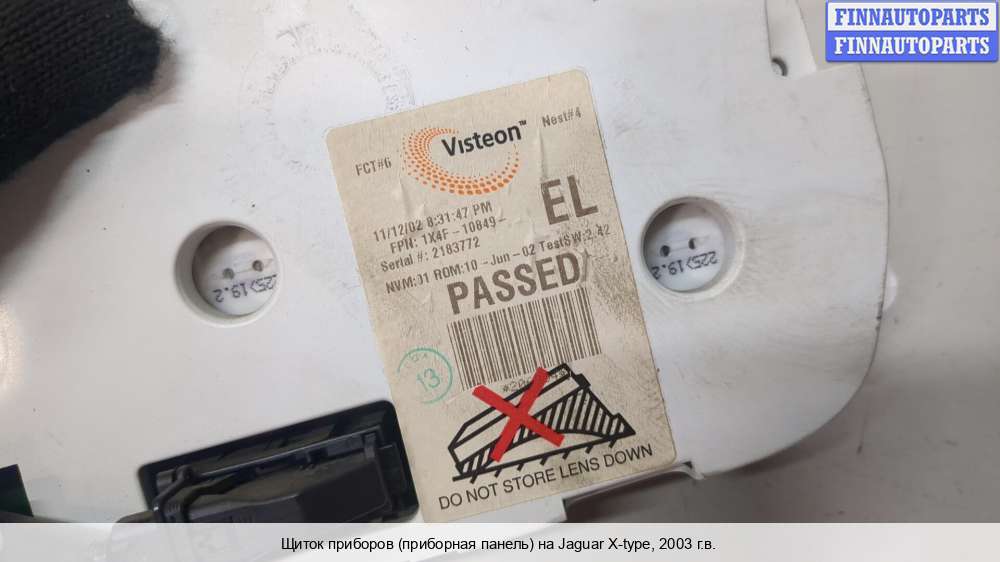 FINNAUTOPARTS
FINNAUTOPARTS
Visteon™
FCT#6
Nest#4
11/12/02 8:31:47 PM
EL
FPN: 1X4F-10849-
Serial #: 2183772
NVM:01 ROM:10-Jun-02 TestSW:2.42
PASSED
13
DO NOT STORE LENS DOWN
225>19.2
225>19.2
Щиток приборов (приборная панель) на Jaguar X-type, 2003 г.в.